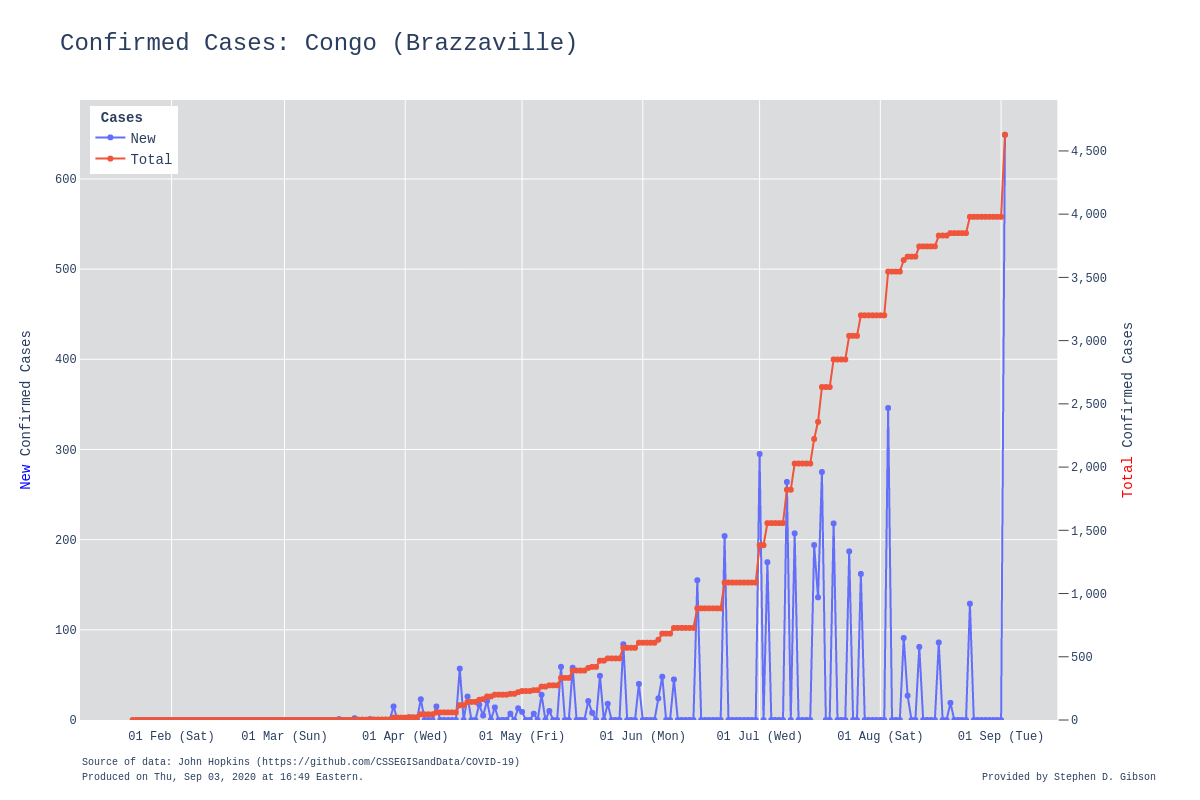 Confirmed Cases: Congo (Brazzaville)
Cases
New
Total
600
500
400
300
200
100
0
New Confirmed Cases
4,500
4,000
3,500
3,000
2,500
2,000
1,500
1,000
500
0
Total Confirmed Cases
01 Feb (Sat) 01 Mar (Sun) 01 Apr (Wed) 01 May (Fri) 01 Jun (Mon) 01 Jul (Wed) 01 Aug (Sat) 01 Sep (Tue)
Source of data: John Hopkins (https://github.com/CSSEGISandData/COVID-19)
Produced on Thu, Sep 03, 2020 at 16:49 Eastern.
Provided by Stephen D. Gibson